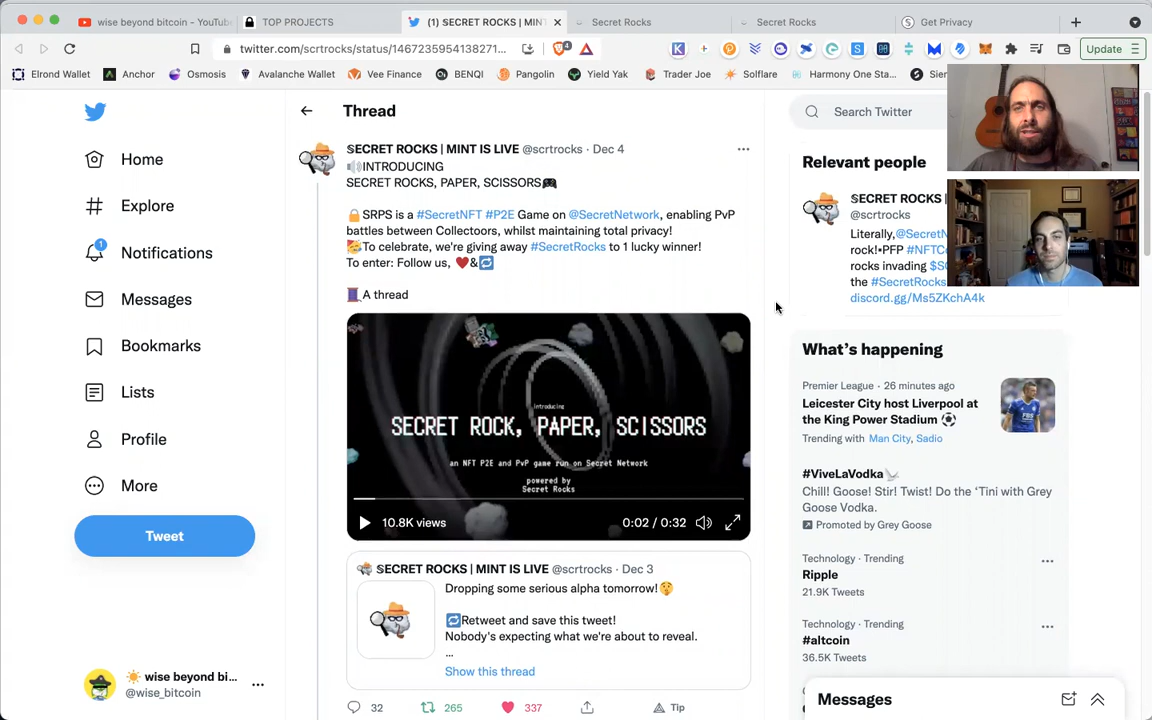 wise beyond bitcoin - YouTube
TOP PROJECTS
(1) SECRET ROCKS | MINT
Secret Rocks
Secret Rocks
Get Privacy
twitter.com/scrtrocks/status/1467235954138271...
4
Update
Elrond Wallet
Anchor
Osmosis
Avalanche Wallet
Vee Finance
BENQI
Pangolin
Yield Yak
Trader Joe
Solflare
Harmony One Sta...
Sien
Home
Explore
1
Notifications
Messages
Bookmarks
Lists
Profile
More
Tweet
wise beyond bi...
@wise_bitcoin
Thread
SECRET ROCKS | MINT IS LIVE @scrtrocks · Dec 4
🔊INTRODUCING
SECRET ROCKS, PAPER, SCISSORS🎮
🔒SRPS is a #SecretNFT #P2E Game on @SecretNetwork, enabling PvP
battles between Collectoors, whilst maintaining total privacy!
🥳To celebrate, we're giving away #SecretRocks to 1 lucky winner!
To enter: Follow us, ❤️&🔁
🧵A thread
introducing
SECRET ROCK, PAPER, SCISSORS
an NFT P2E and PvP game run on Secret Network
powered by
Secret Rocks
10.8K views
0:02 / 0:32
SECRET ROCKS | MINT IS LIVE @scrtrocks · Dec 3
Dropping some serious alpha tomorrow!🤫
🔁Retweet and save this tweet!
Nobody's expecting what we're about to reveal.
...
Show this thread
32
265
337
Tip
Search Twitter
Relevant people
SECRET ROCKS |
@scrtrocks
Literally,@SecretN
rock!•PFP #NFTCo
rocks invading $SC
the #SecretRocks
discord.gg/Ms5ZKchA4k
What's happening
Premier League · 26 minutes ago
Leicester City host Liverpool at
the King Power Stadium ⚽
Trending with Man City, Sadio
#ViveLaVodka
Chill! Goose! Stir! Twist! Do the 'Tini with Grey
Goose Vodka.
Promoted by Grey Goose
Technology · Trending
Ripple
21.9K Tweets
Technology · Trending
#altcoin
36.5K Tweets
Messages